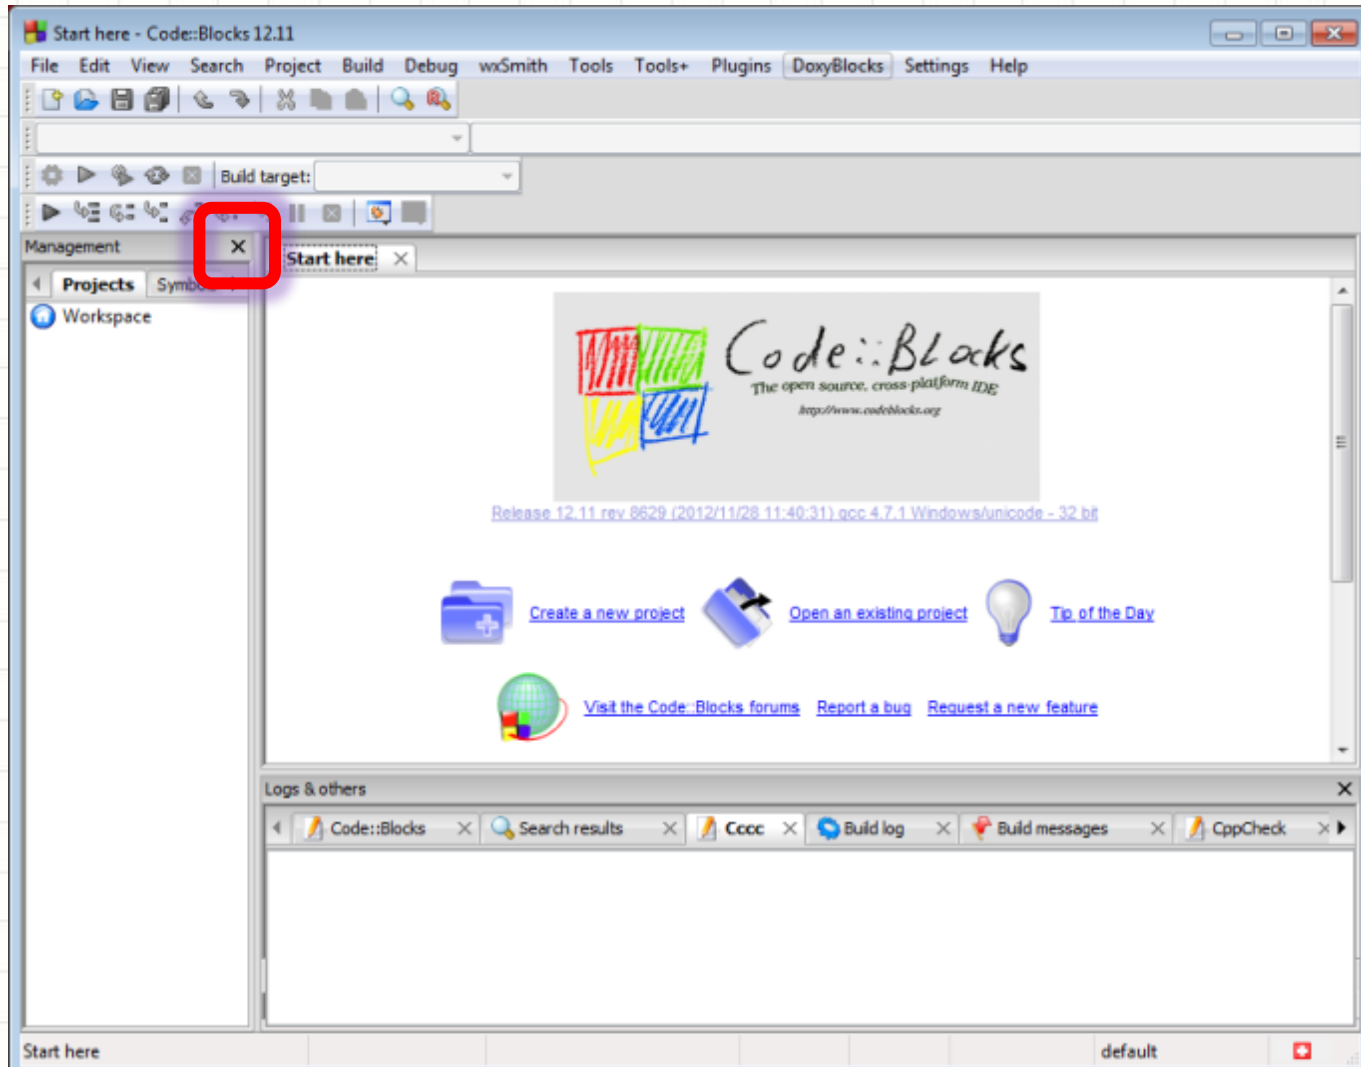 Start here - Code::Blocks 12.11
File Edit View Search Project Build Debug wxSmith Tools Tools+ Plugins DoxyBlocks Settings Help
Build target:
Management
Start here
Projects
Workspace
Code::Blocks
The open source, cross-platform IDE
http://www.codeblocks.org
Release 12.11 rev 8629 (2012/11/28 11:40:31) gcc 4.7.1 Windows/unicode - 32 bit
Create a new project Open an existing project Tip of the Day
Visit the Code::Blocks forums Report a bug Request a new feature
Logs & others
Code::Blocks Search results Cccc Build log Build messages CppCheck
Start here default